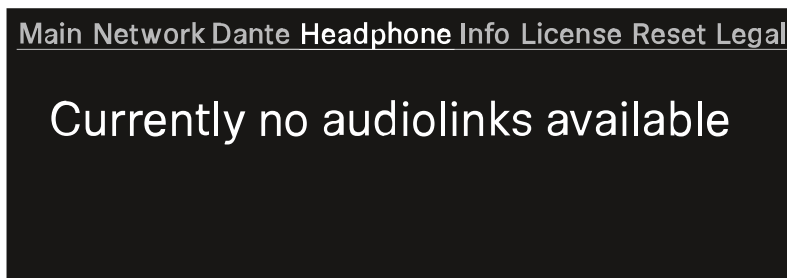 Main Network Dante Headphone Info License Reset Legal
Currently no audiolinks available